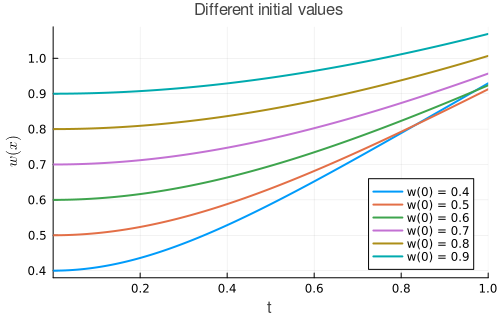 Different initial values
w(x)
1.0
0.9
0.8
0.7
0.6
0.5
0.4
w(0) = 0.4
w(0) = 0.5
w(0) = 0.6
w(0) = 0.7
w(0) = 0.8
w(0) = 0.9
0.2 0.4 0.6 0.8 1.0
t